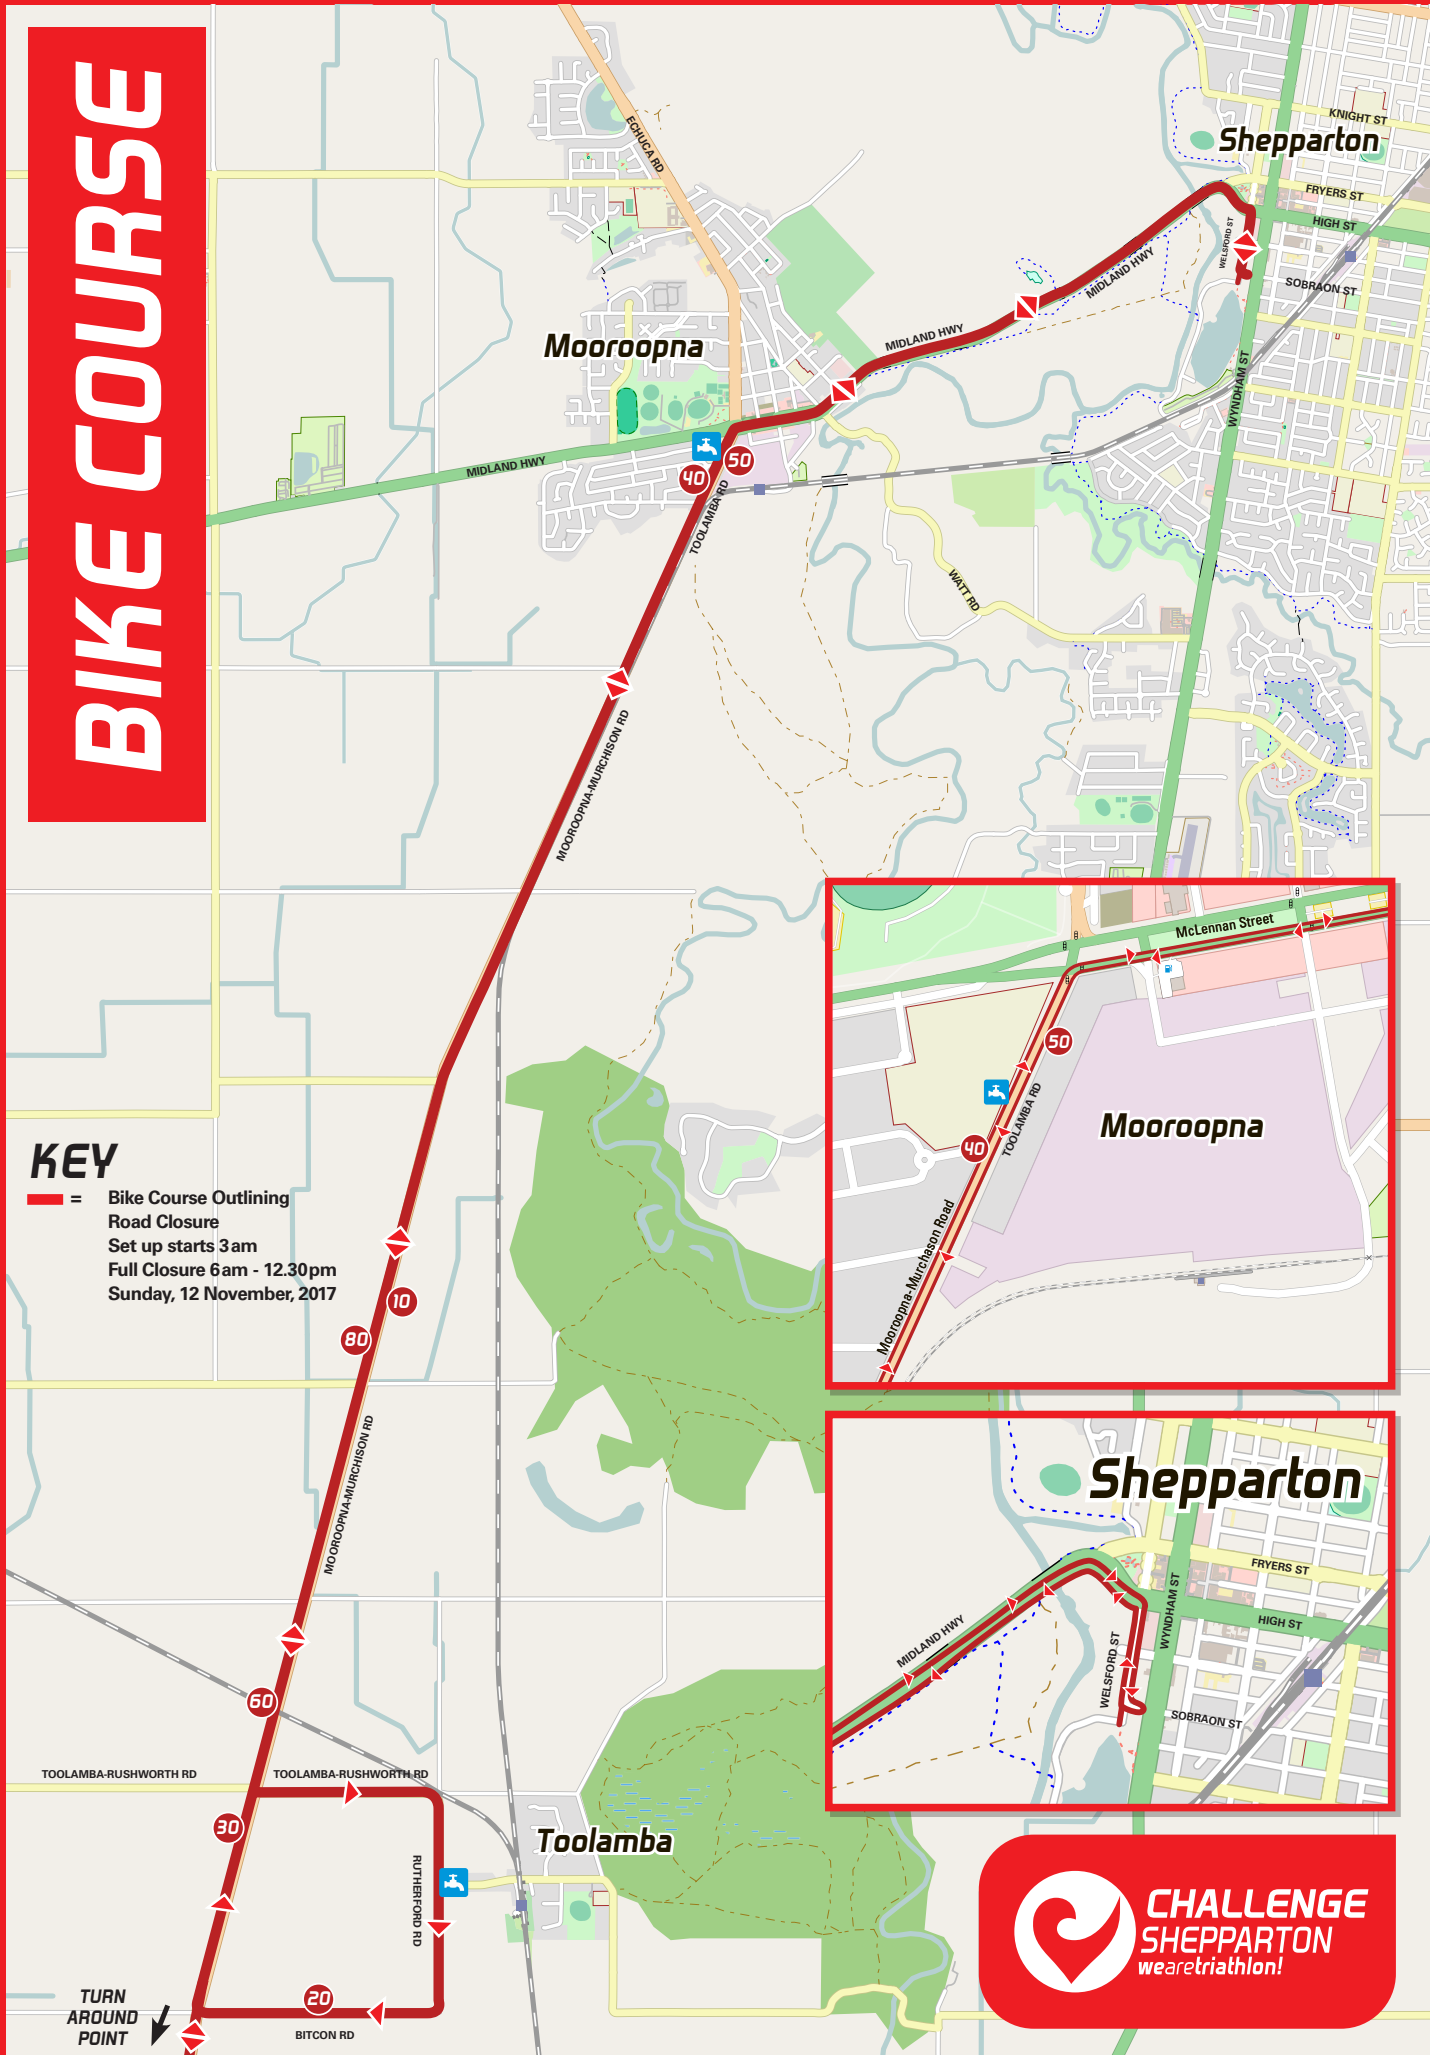 BIKE COURSE
Shepparton
KNIGHT ST
FRYERS ST
HIGH ST
WELSFORD ST
SOBRAON ST
WYNDHAM ST
ECHUCA RD
MIDLAND HWY
MIDLAND HWY
Mooroopna
MIDLAND HWY
40
50
TOOLAMBA RD
WATT RD
MOOROOPNA-MURCHISON RD
McLennan Street
50
TOOLAMBA RD
40
Mooroopna
Mooroopna-Murchason Road
KEY
= Bike Course Outlining
Road Closure
Set up starts 3am
Full Closure 6am - 12.30pm
Sunday, 12 November, 2017
10
80
MOOROOPNA-MURCHISON RD
Shepparton
FRYERS ST
HIGH ST
MIDLAND HWY
WYNDHAM ST
WELSFORD ST
SOBRAON ST
60
TOOLAMBA-RUSHWORTH RD
TOOLAMBA-RUSHWORTH RD
30
Toolamba
RUTHERFORD RD
20
BITCON RD
TURN
AROUND
POINT
CHALLENGE
SHEPPARTON
wearetriathlon!